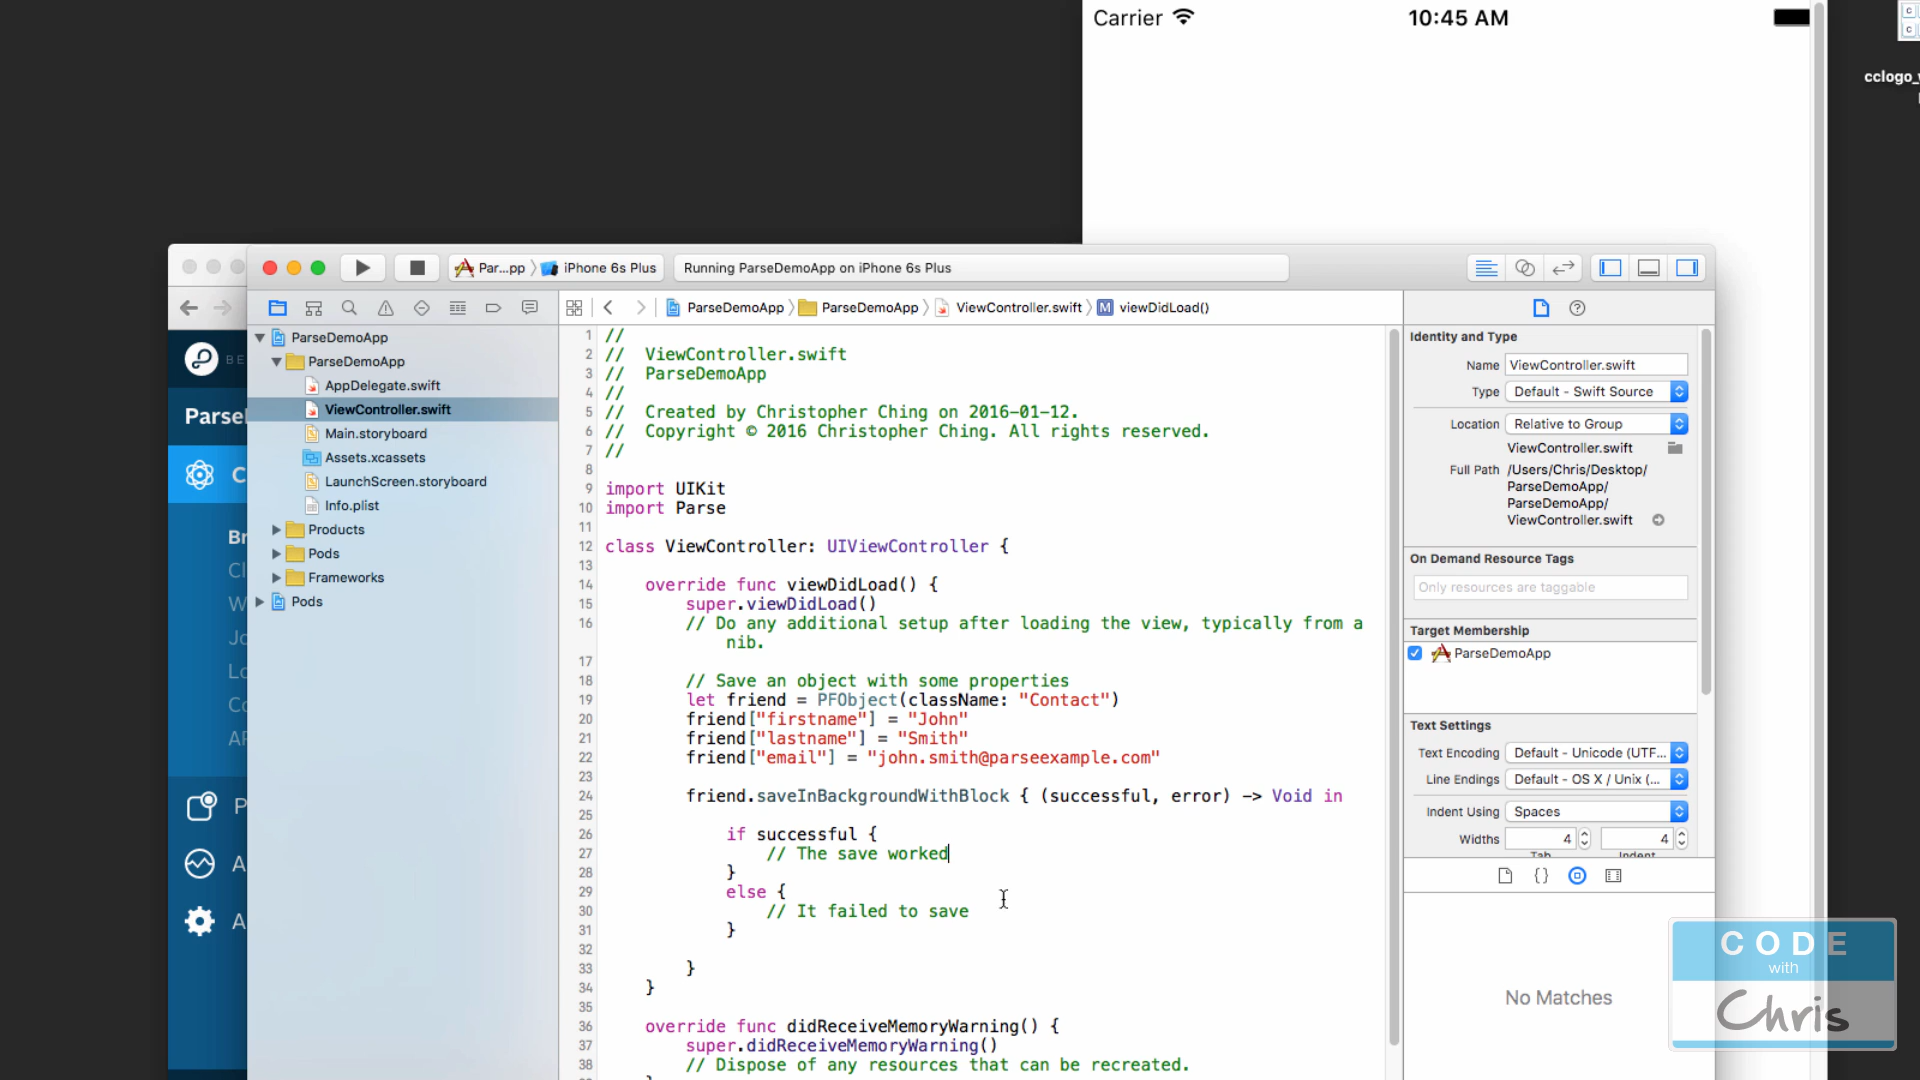 Carrier
10:45 AM
Par...pp
iPhone 6s Plus
Running ParseDemoApp on iPhone 6s Plus
ParseDemoApp
ParseDemoApp
ViewController.swift
viewDidLoad()
ParseDemoApp
ParseDemoApp
AppDelegate.swift
ViewController.swift
Main.storyboard
Assets.xcassets
LaunchScreen.storyboard
Info.plist
Products
Pods
Frameworks
Pods
BE
Parse
C
Br
Cl
W
Jo
Lo
Co
AF
P
A
A
1 //
2 //  ViewController.swift
3 //  ParseDemoApp
4 //
5 //  Created by Christopher Ching on 2016-01-12.
6 //  Copyright © 2016 Christopher Ching. All rights reserved.
7 //
8
9 import UIKit
10 import Parse
11
12 class ViewController: UIViewController {
13
14     override func viewDidLoad() {
15         super.viewDidLoad()
16         // Do any additional setup after loading the view, typically from a
nib.
17
18         // Save an object with some properties
19         let friend = PFObject(className: "Contact")
20         friend["firstname"] = "John"
21         friend["lastname"] = "Smith"
22         friend["email"] = "john.smith@parseexample.com"
23
24         friend.saveInBackgroundWithBlock { (successful, error) -> Void in
25
26             if successful {
27                 // The save worked
28             }
29             else {
30                 // It failed to save
31             }
32
33         }
34     }
35
36     override func didReceiveMemoryWarning() {
37         super.didReceiveMemoryWarning()
38         // Dispose of any resources that can be recreated.
Identity and Type
Name ViewController.swift
Type Default - Swift Source
Location Relative to Group
ViewController.swift
Full Path /Users/Chris/Desktop/
ParseDemoApp/
ParseDemoApp/
ViewController.swift
On Demand Resource Tags
Only resources are taggable
Target Membership
ParseDemoApp
Text Settings
Text Encoding Default - Unicode (UTF...
Line Endings Default - OS X / Unix (...
Indent Using Spaces
Widths 4 4
Tab Indent
No Matches
cclogo_
CODE
with
Chris